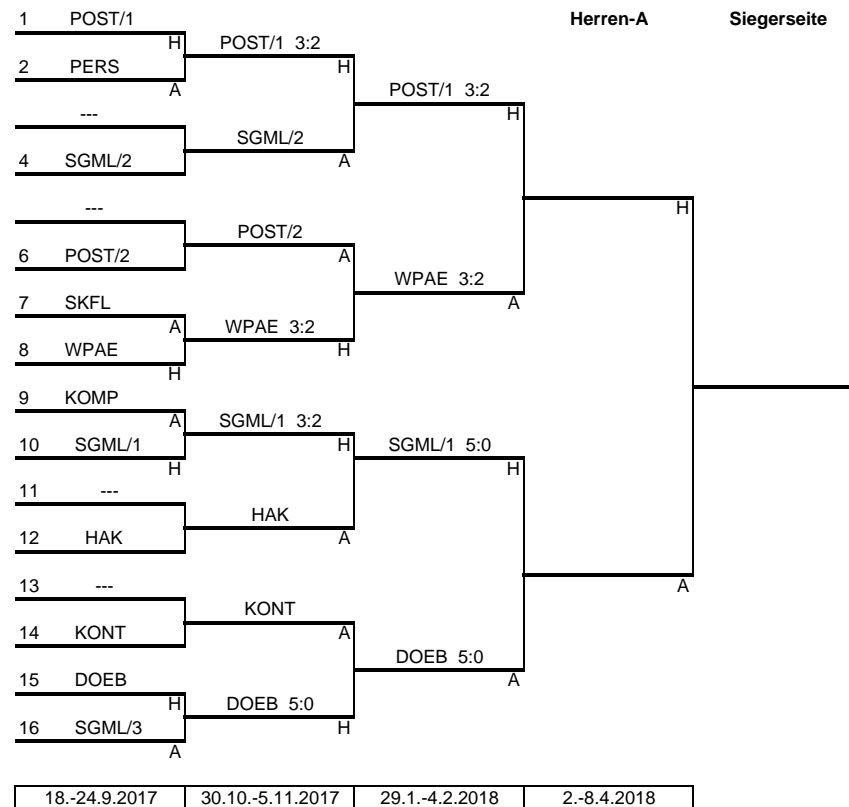 1 POST/1 Herren-A Siegerseite
H POST/1 3:2
2 PERS H
A POST/1 3:2
--- H
SGML/2
4 SGML/2 A
--- H
POST/2
6 POST/2 A
WPAE 3:2
7 SKFL A
A WPAE 3:2
8 WPAE H
H
9 KOMP
A SGML/1 3:2
10 SGML/1 H SGML/1 5:0
H H
11 ---
HAK
12 HAK A
13 --- A
KONT
14 KONT A
DOEB 5:0
15 DOEB A
H DOEB 5:0
16 SGML/3 H
A
18.-24.9.2017 30.10.-5.11.2017 29.1.-4.2.2018 2.-8.4.2018